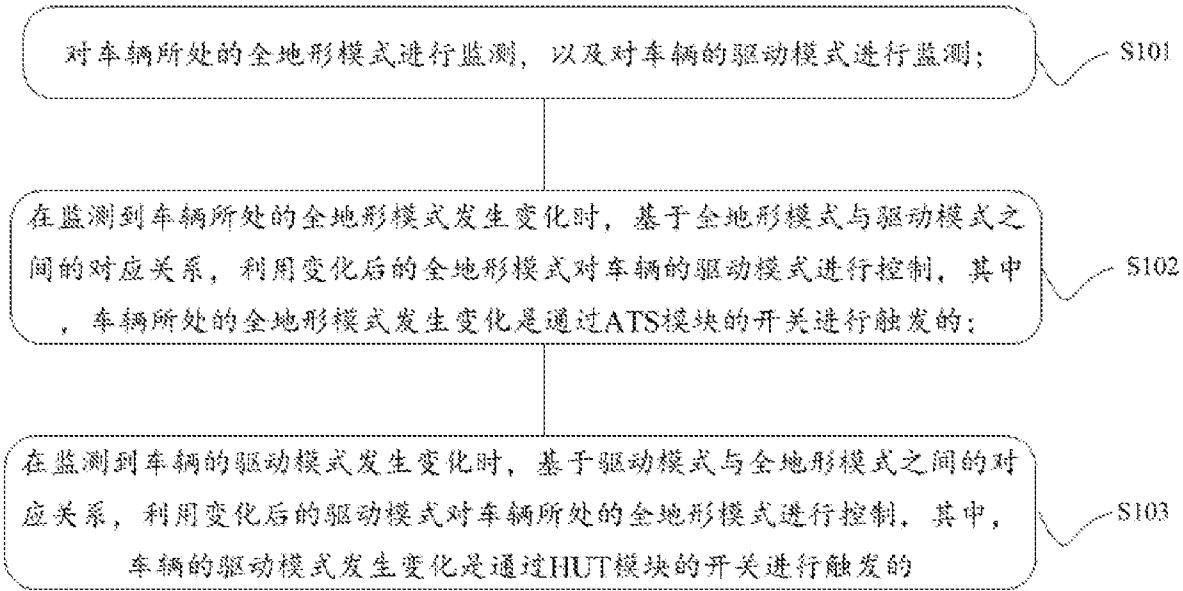 对车辆所处的全地形模式进行监测，以及对车辆的驱动模式进行监测；
S101
在监测到车辆所处的全地形模式发生变化时，基于全地形模式与驱动模式之
间的对应关系，利用变化后的全地形模式对车辆的驱动模式进行控制，其中
，车辆所处的全地形模式发生变化是通过ATS模块的开关进行触发的；
S102
在监测到车辆的驱动模式发生变化时，基于驱动模式与全地形模式之间的对
应关系，利用变化后的驱动模式对车辆所处的全地形模式进行控制，其中，
车辆的驱动模式发生变化是通过HUT模块的开关进行触发的
S103